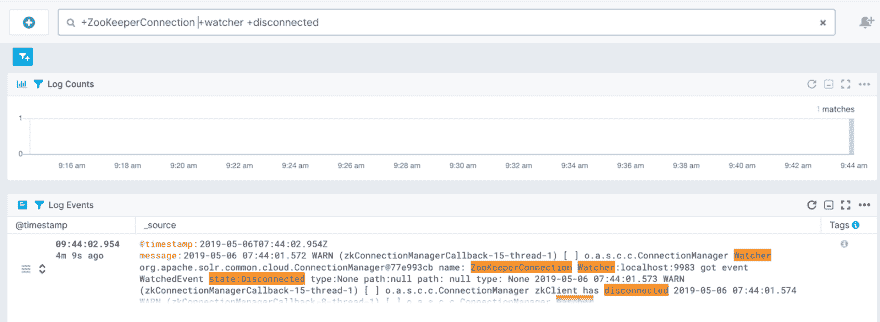 +ZooKeeperConnection +watcher +disconnected
Log Counts
1 matches
1
0
9:16 am 9:18 am 9:20 am 9:22 am 9:24 am 9:26 am 9:28 am 9:30 am 9:32 am 9:34 am 9:36 am 9:38 am 9:40 am 9:42 am 9:44 am
Log Events
@timestamp _source Tags
09:44:02.954 @timestamp:2019-05-06T07:44:02.954Z
4m 9s ago message:2019-05-06 07:44:01.572 WARN (zkConnectionManagerCallback-15-thread-1) [ ] o.a.s.c.c.ConnectionManager Watcher
org.apache.solr.common.cloud.ConnectionManager@77e993cb name: ZooKeeperConnection Watcher:localhost:9983 got event
WatchedEvent state:Disconnected type:None path:null path: null type: None 2019-05-06 07:44:01.573 WARN
(zkConnectionManagerCallback-15-thread-1) [ ] o.a.s.c.c.ConnectionManager zkClient has disconnected 2019-05-06 07:44:01.574